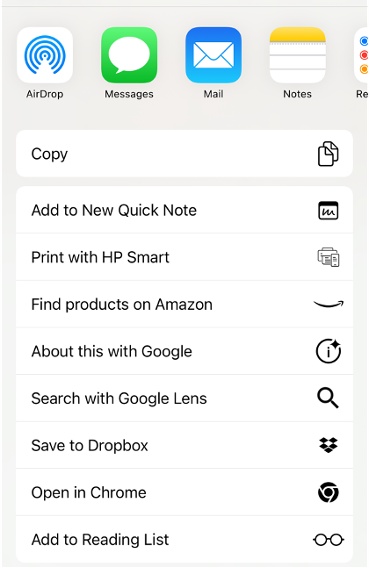 AirDrop
Messages
Mail
Notes
Re
Copy
Add to New Quick Note
Print with HP Smart
Find products on Amazon
About this with Google
Search with Google Lens
Save to Dropbox
Open in Chrome
Add to Reading List